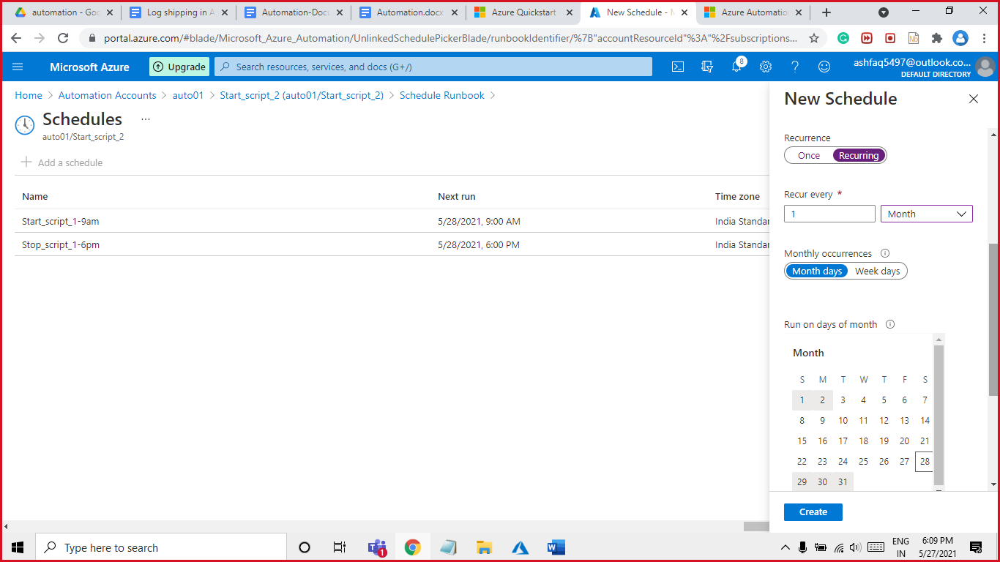 automation - Goo
Log shipping in A
Automation-Docu
Automation.docx
Azure Quickstart
New Schedule - M
Azure Automation
portal.azure.com/#blade/Microsoft_Azure_Automation/UnlinkedSchedulePickerBlade/runbookIdentifier/%7B"accountResourceId"%3A"%2Fsubscriptions...
Microsoft Azure
Upgrade
Search resources, services, and docs (G+/)
8
ashfaq5497@outlook.co...
DEFAULT DIRECTORY
Home > Automation Accounts > auto01 > Start_script_2 (auto01/Start_script_2) > Schedule Runbook >
Schedules ...
auto01/Start_script_2
+ Add a schedule
Name Next run Time zone
Start_script_1-9am 5/28/2021, 9:00 AM India Standar
Stop_script_1-6pm 5/28/2021, 6:00 PM India Standar
New Schedule
Recurrence
Once Recurring
Recur every *
1 Month
Monthly occurrences
Month days Week days
Run on days of month
Month
S M T W T F S
1 2 3 4 5 6 7
8 9 10 11 12 13 14
15 16 17 18 19 20 21
22 23 24 25 26 27 28
29 30 31
Create
Type here to search
1
ENG
IN
6:09 PM
5/27/2021